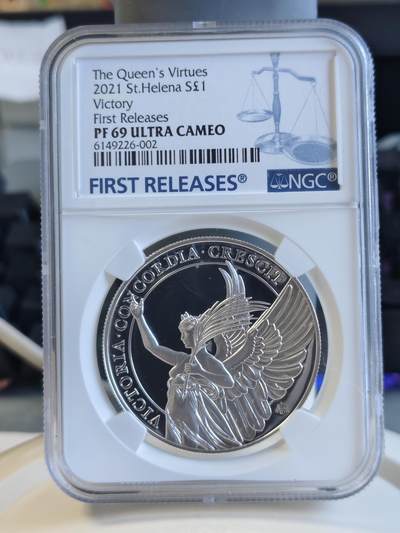 The Queen's Virtues
2021 St.Helena S£1
Victory
First Releases
PF 69 ULTRA CAMEO
6149226-002
FIRST RELEASES®
NGC
VICTORIA·CONCORDIA·CRESCIT